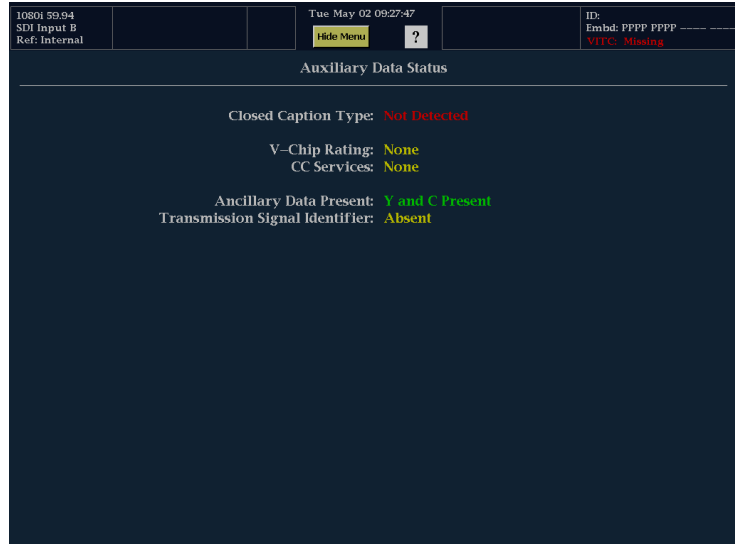 1080i 59.94
SDI Input B
Ref: Internal
Tue May 02 09:27:47
Hide Menu
?
ID:
Embd: PPPP PPPP ---- ----
VITC: Missing
Auxiliary Data Status
Closed Caption Type: Not Detected
V-Chip Rating: None
CC Services: None
Ancillary Data Present: Y and C Present
Transmission Signal Identifier: Absent